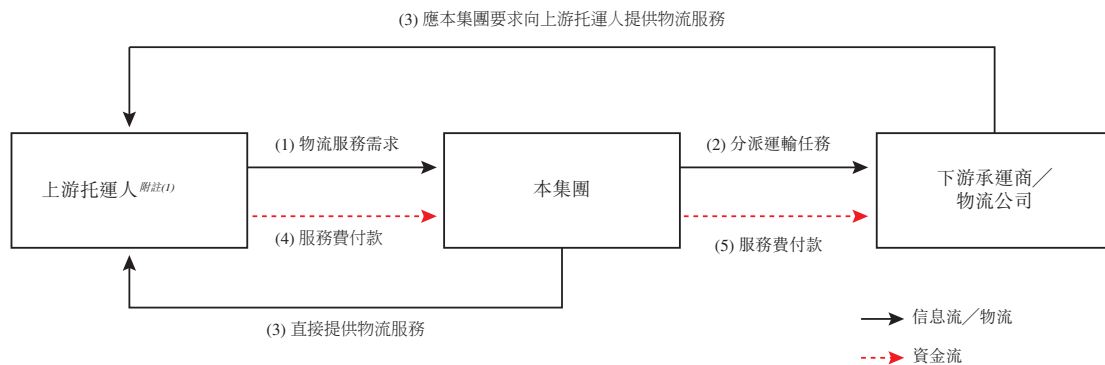 (3) 應本集團要求向上游托運人提供物流服務
(1) 物流服務需求
(2) 分派運輸任務
上游托運人附註(1)
本集團
下游承運商／
物流公司
(4) 服務費付款
(5) 服務費付款
(3) 直接提供物流服務
信息流／物流
資金流